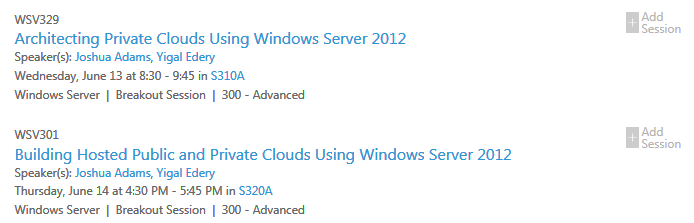 WSV329
Add Session
Architecting Private Clouds Using Windows Server 2012
Speaker(s): Joshua Adams, Yigal Edery
Wednesday, June 13 at 8:30 - 9:45 in S310A
Windows Server | Breakout Session | 300 - Advanced
WSV301
Add Session
Building Hosted Public and Private Clouds Using Windows Server 2012
Speaker(s): Joshua Adams, Yigal Edery
Thursday, June 14 at 4:30 PM - 5:45 PM in S320A
Windows Server | Breakout Session | 300 - Advanced